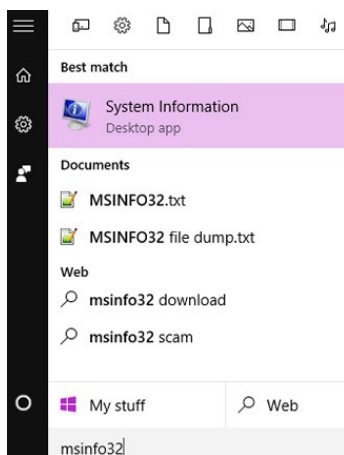 Best match
System Information
Desktop app
Documents
MSINFO32.txt
MSINFO32 file dump.txt
Web
msinfo32 download
msinfo32 scam
My stuff
Web
msinfo32